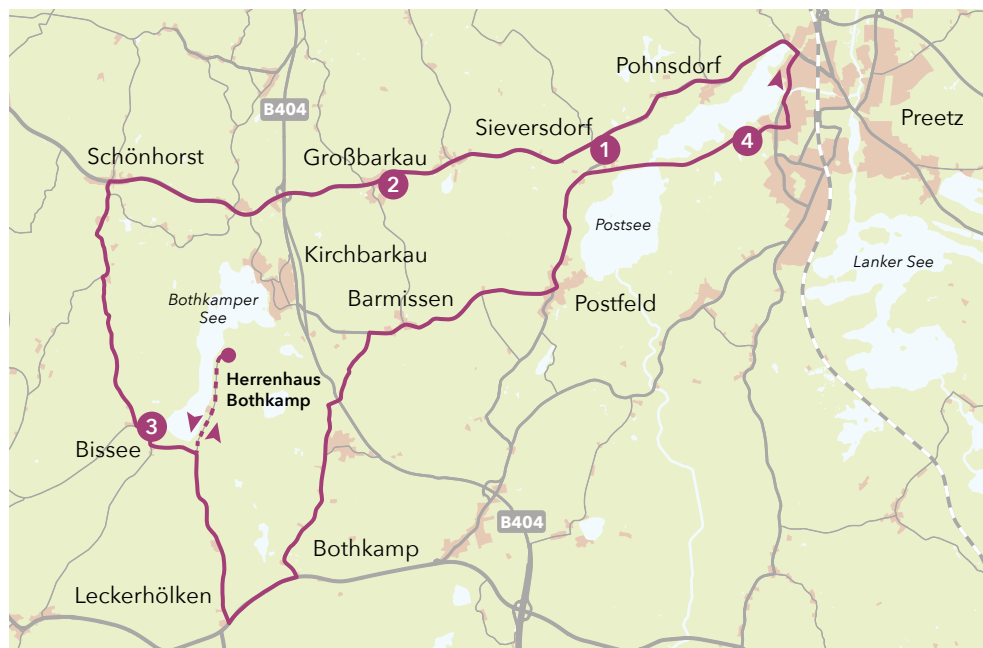 Pohnsdorf
B404
Sieversdorf
Preetz
1
4
Schönhorst
Großbarkau
2
Postsee
Kirchbarkau
Lanker See
Bothkamper
See
Barmissen
Postfeld
Herrenhaus
Bothkamp
3
Bissee
B404
Bothkamp
Leckerhölken